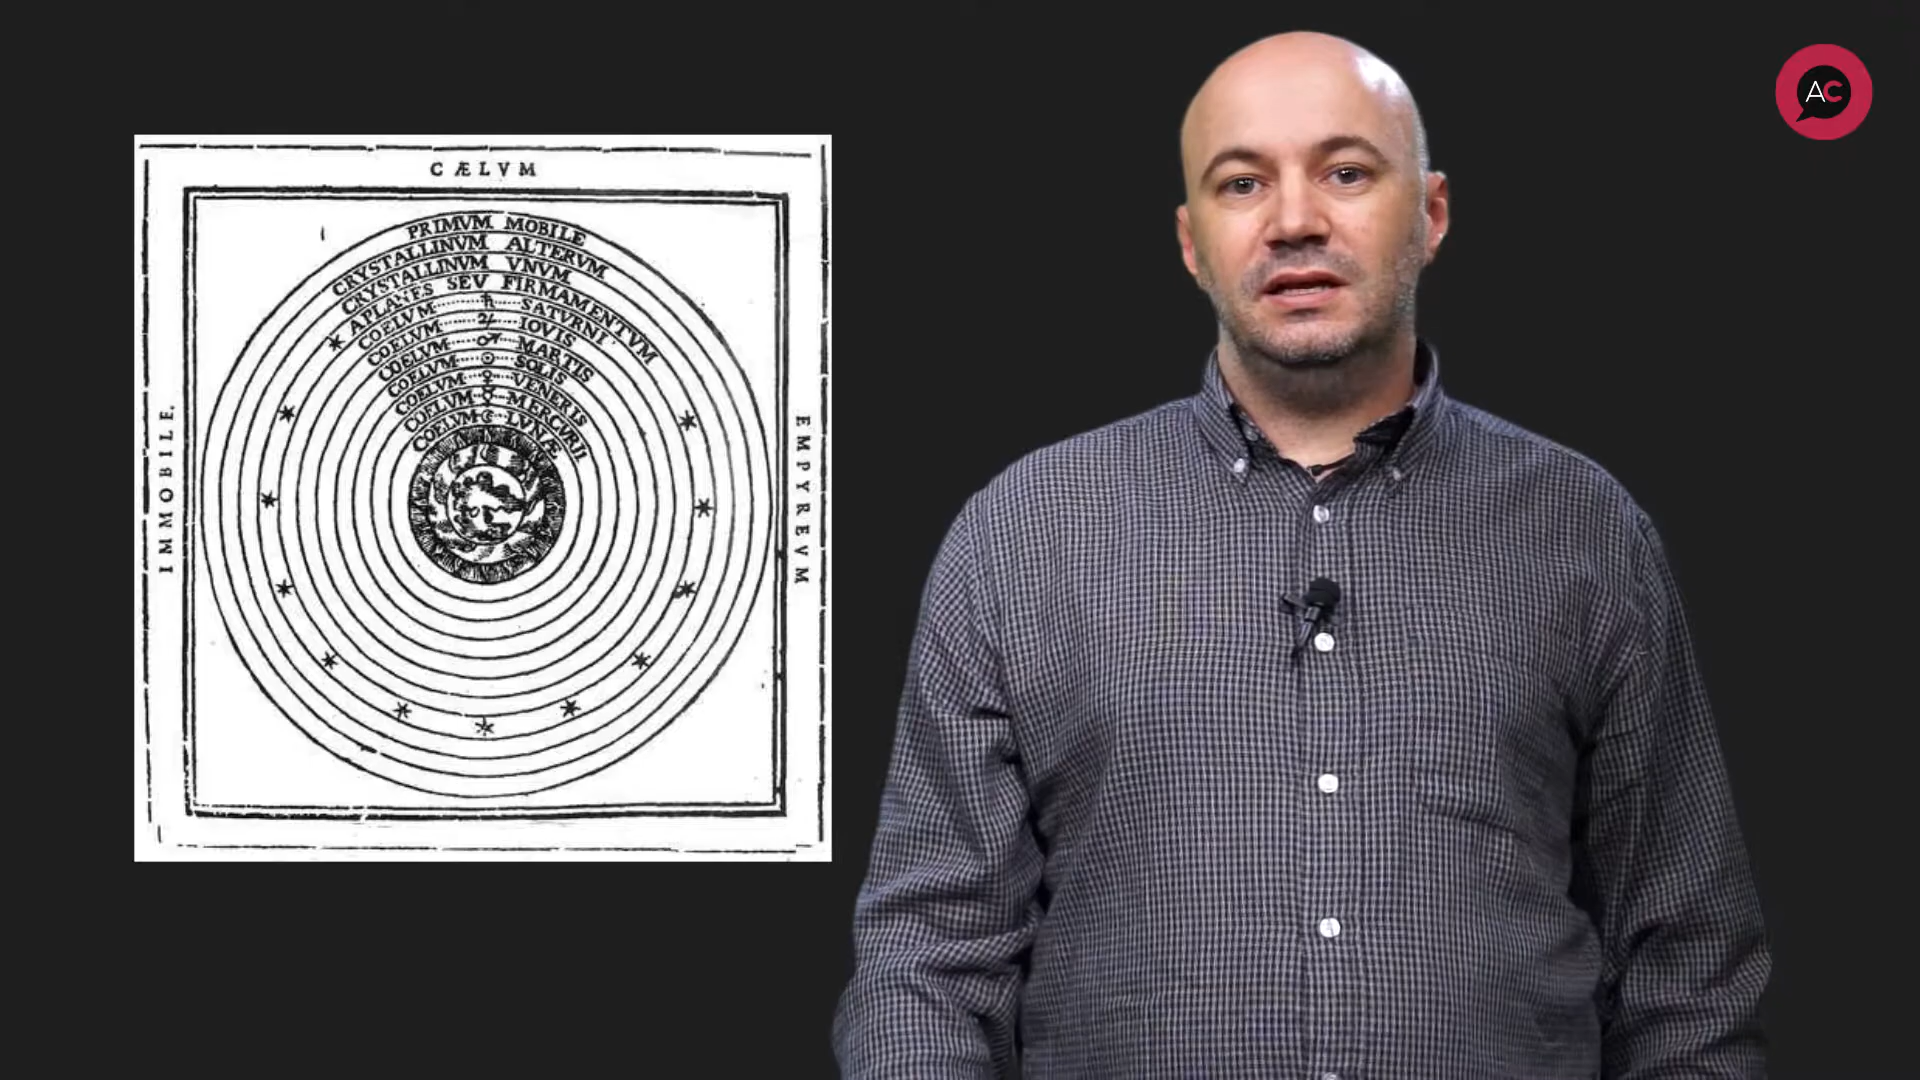 CÆLVM
PRIMVM MOBILE
CRYSTALLINVM ALTERVM
CRYSTALLINVM VNVM
APLANES SEV FIRMAMENTVM
COELVM SATVRNI
COELVM IOVIS
COELVM MARTIS
COELVM SOLIS
COELVM VENERIS
COELVM MERCVRII
COELVM LVNÆ
IMMOBILE.
EMPYREVM
AC